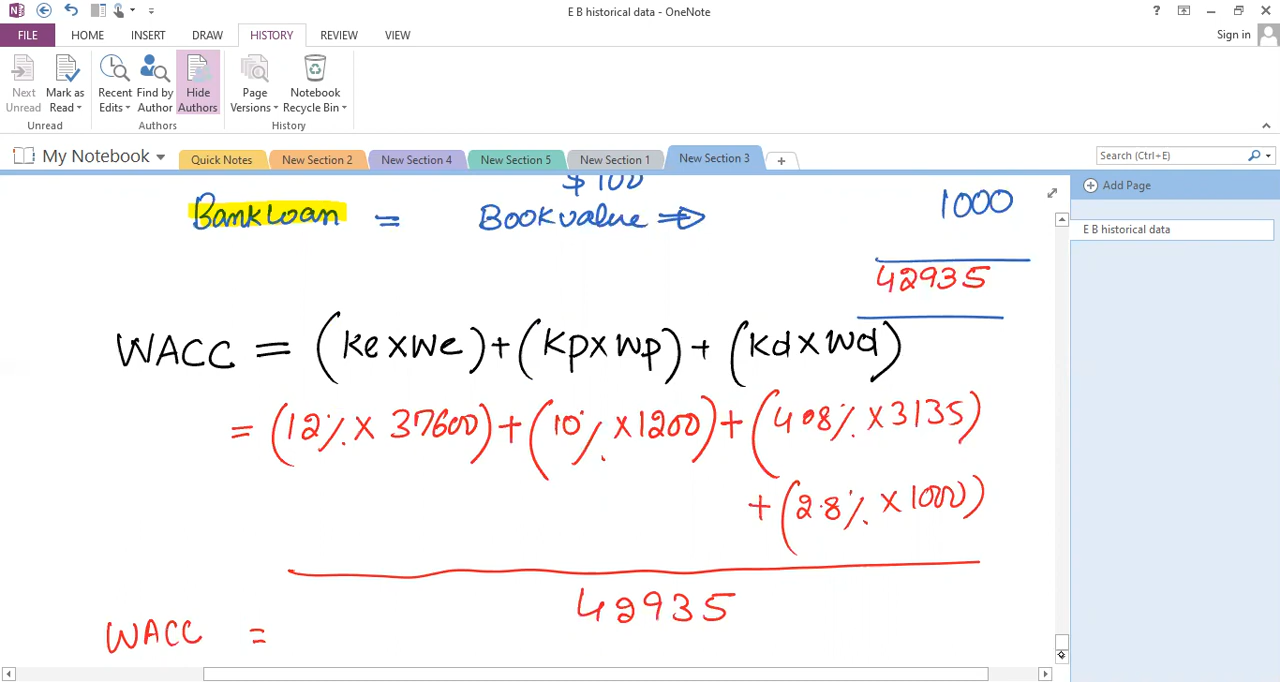 E B historical data - OneNote
Sign in
FILE HOME INSERT DRAW HISTORY REVIEW VIEW
Next Unread
Mark as Read
Recent Edits
Find by Author
Hide Authors
Page Versions
Notebook Recycle Bin
Unread Authors History
My Notebook Quick Notes New Section 2 New Section 4 New Section 5 New Section 1 New Section 3
Search (Ctrl+E)
Add Page
E B historical data
$ 100
Bank Loan = Book value ⇒ 1000
42935
WACC = (Ke x We) + (Kp x Wp) + (Kd x Wd)
= (12% x 37600) + (10% x 1200) + (4.08% x 3135)
+ (2.8% x 1000)
42935
WACC =